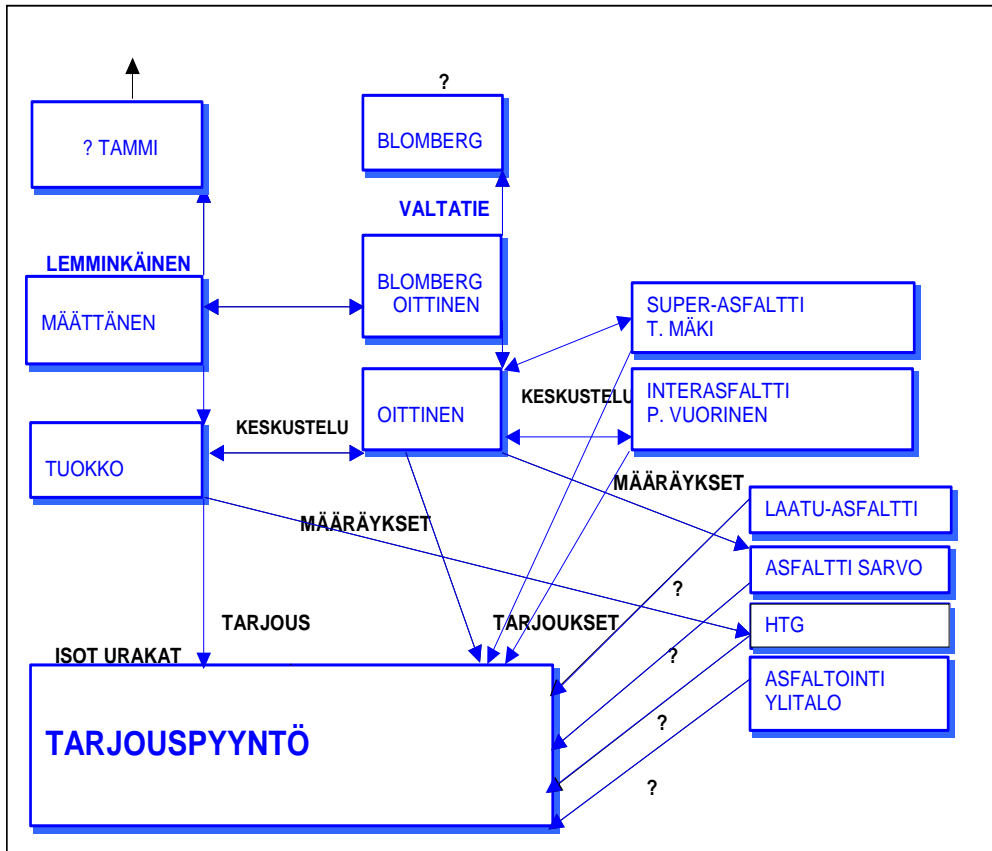 ?
? TAMMI
BLOMBERG
VALTATIE
LEMMINKÄINEN
BLOMBERG
OITTINEN
MÄÄTTÄNEN
SUPER-ASFALTTI
T. MÄKI
KESKUSTELU
INTERASFALTTI
P. VUORINEN
OITTINEN
KESKUSTELU
TUOKKO
MÄÄRÄYKSET
LAATU-ASFALTTI
MÄÄRÄYKSET
ASFALTTI SARVO
?
TARJOUS
TARJOUKSET
HTG
ISOT URAKAT
?
ASFALTOINTI
YLITALO
TARJOUSPYYNTÖ
?
?